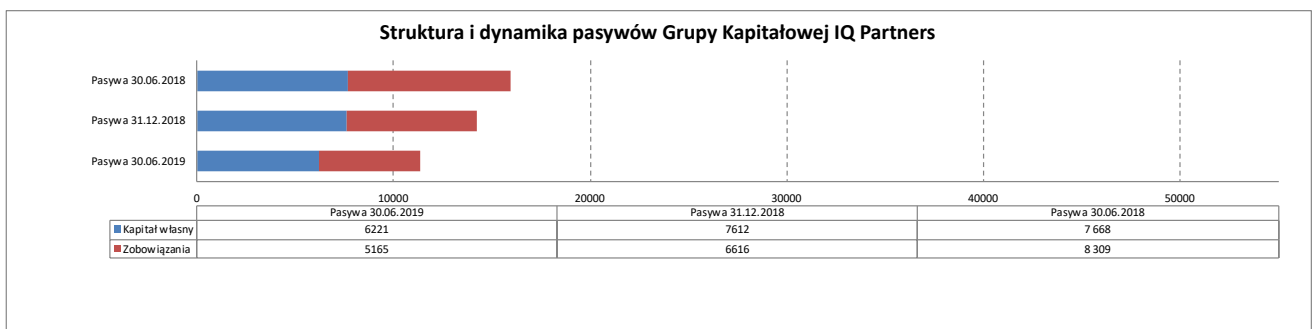 Struktura i dynamika pasywów Grupy Kapitałowej IQ Partners
Pasywa 30.06.2018
Pasywa 31.12.2018
Pasywa 30.06.2019
0 10000 20000 30000 40000 50000
Pasywa 30.06.2019 Pasywa 31.12.2018 Pasywa 30.06.2018
Kapitał własny 6221 7612 7 668
Zobowiązania 5165 6616 8 309